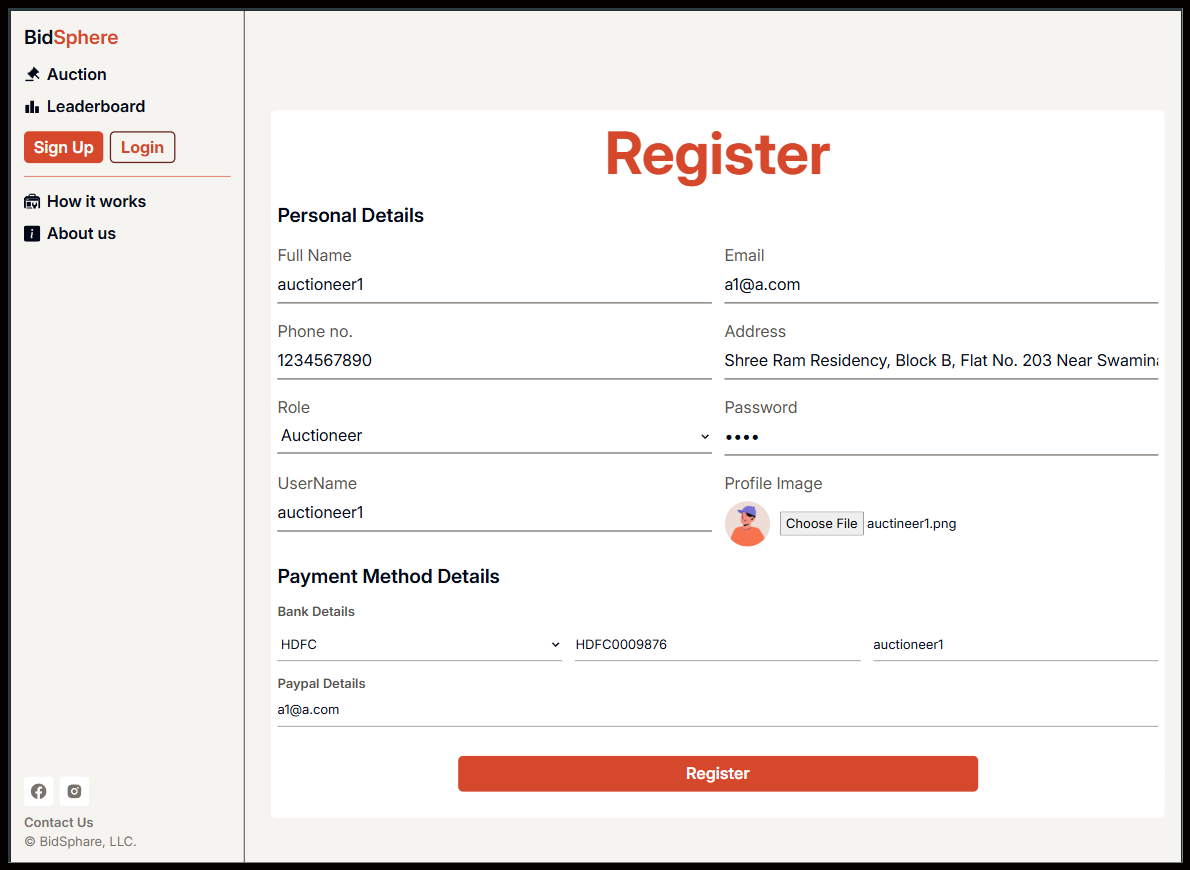 BidSphere
Auction
Leaderboard
Sign Up Login
How it works
About us
Contact Us
© BidSphare, LLC.
Register
Personal Details
Full Name Email
auctioneer1 a1@a.com
Phone no. Address
1234567890 Shree Ram Residency, Block B, Flat No. 203 Near
Role Password
Auctioneer ••••
UserName Profile Image
auctioneer1 Choose File auctineer1.png
Payment Method Details
Bank Details
HDFC HDFC0009876 auctioneer1
Paypal Details
a1@a.com
Register